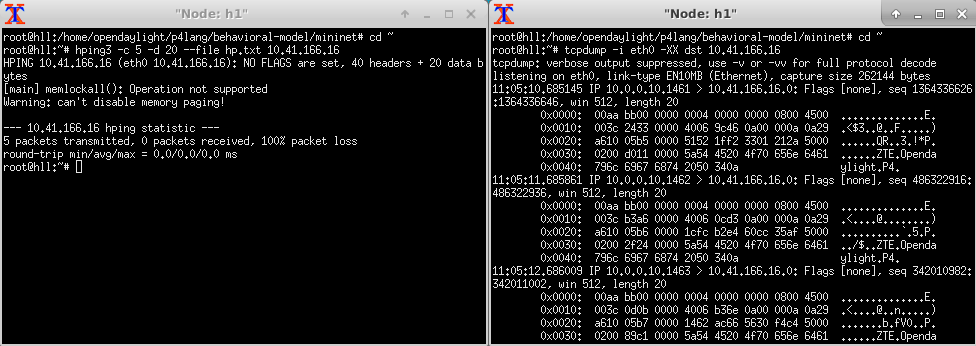 "Node: h1"
root@hll:/home/opendaylight/p4lang/behavioral-model/mininet# cd ~
root@hll:~# hping3 -c 5 -d 20 --file hp.txt 10.41.166.16
HPING 10.41.166.16 (eth0 10.41.166.16): NO FLAGS are set, 40 headers + 20 data b
ytes
[main] memlockall(): Operation not supported
Warning: can't disable memory paging!
--- 10.41.166.16 hping statistic ---
5 packets transmitted, 0 packets received, 100% packet loss
round-trip min/avg/max = 0.0/0.0/0.0 ms
root@hll:~#
"Node: h1"
root@hll:/home/opendaylight/p4lang/behavioral-model/mininet# cd ~
root@hll:~# tcpdump -i eth0 -XX dst 10.41.166.16
tcpdump: verbose output suppressed, use -v or -vv for full protocol decode
listening on eth0, link-type EN10MB (Ethernet), capture size 262144 bytes
11:05:10.685145 IP 10.0.0.10.1461 > 10.41.166.16.0: Flags [none], seq 1364336626
:1364336646, win 512, length 20
0x0000: 00aa bb00 0000 0004 0000 0000 0800 4500 ..............E.
0x0010: 003c 2433 0000 4006 9c46 0a00 000a 0a29 .<$3..@..F.....)
0x0020: a610 05b5 0000 5152 1ff2 3301 212a 5000 ......QR..3.!*P.
0x0030: 0200 d011 0000 5a54 4520 4f70 656e 6461 ......ZTE.Openda
0x0040: 796c 6967 6874 2050 340a ylight.P4.
11:05:11.685861 IP 10.0.0.10.1462 > 10.41.166.16.0: Flags [none], seq 486322916:
486322936, win 512, length 20
0x0000: 00aa bb00 0000 0004 0000 0000 0800 4500 ..............E.
0x0010: 003c b3a6 0000 4006 0cd3 0a00 000a 0a29 .<....@........)
0x0020: a610 05b6 0000 1cfc b2e4 60cc 35af 5000 ..........`.5.P.
0x0030: 0200 2f24 0000 5a54 4520 4f70 656e 6461 ../$..ZTE.Openda
0x0040: 796c 6967 6874 2050 340a ylight.P4.
11:05:12.686009 IP 10.0.0.10.1463 > 10.41.166.16.0: Flags [none], seq 342010982:
342011002, win 512, length 20
0x0000: 00aa bb00 0000 0004 0000 0000 0800 4500 ..............E.
0x0010: 003c 0d0b 0000 4006 b36e 0a00 000a 0a29 .<....@..n.....)
0x0020: a610 05b7 0000 1462 ac66 5630 f4c4 5000 .......b.fV0..P.
0x0030: 0200 89c1 0000 5a54 4520 4f70 656e 6461 ......ZTE.Openda